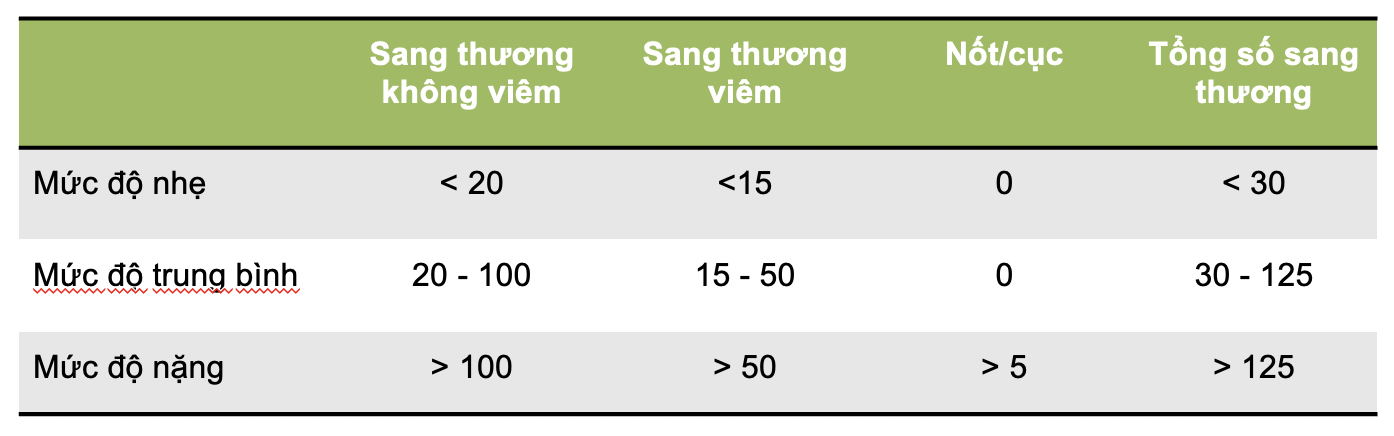 Sang thương không viêm Sang thương viêm Nốt/cục Tổng số sang thương
Mức độ nhẹ < 20 <15 0 < 30
Mức độ trung bình 20 - 100 15 - 50 0 30 - 125
Mức độ nặng > 100 > 50 > 5 > 125